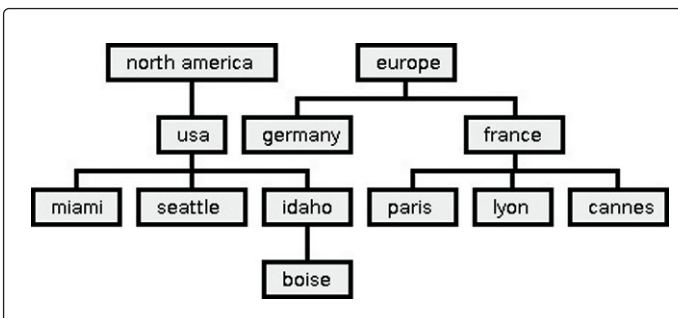 north america europe
usa germany france
miami seattle idaho paris lyon cannes
boise